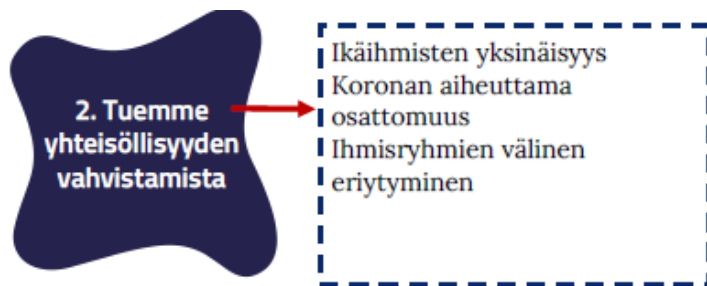 2. Tuemme
yhteisöllisyyden
vahvistamista
Ikäihmisten yksinäisyys
Koronan aiheuttama
osattomuus
Ihmisryhmien välinen
eriytyminen